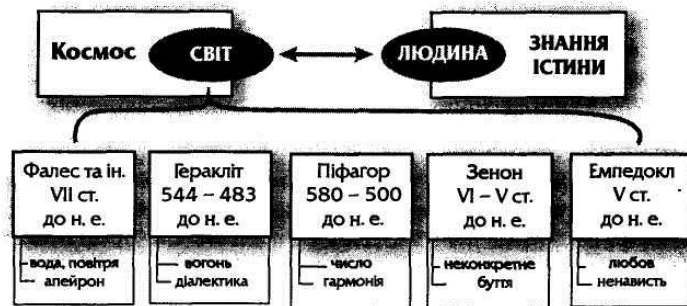 Космос
СВІТ
ЛЮДИНА
ЗНАННЯ
ІСТИНИ
Фалес та ін.
VII ст.
до н. е.
вода, повітря
апейрон
Геракліт
544 – 483
до н. е.
вогонь
діалектика
Піфагор
580 – 500
до н. е.
число
гармонія
Зенон
VI – V ст.
до н. е.
неконкретне
буття
Емпедокл
V ст.
до н. е.
любов
ненависть